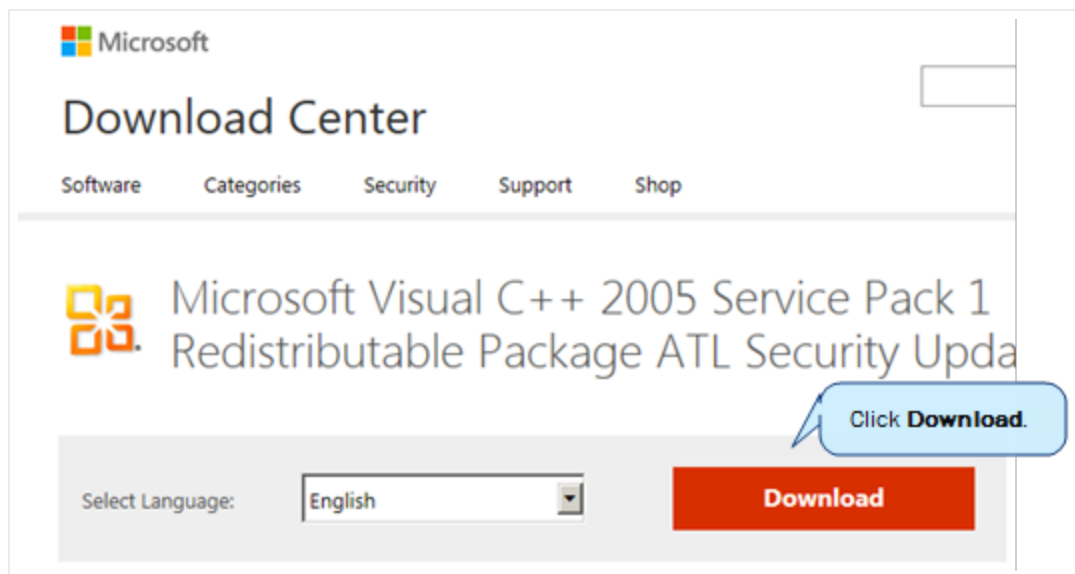 Microsoft
Download Center
Software Categories Security Support Shop
Microsoft Visual C++ 2005 Service Pack 1
Redistributable Package ATL Security Upda
Click Download.
Select Language: English Download